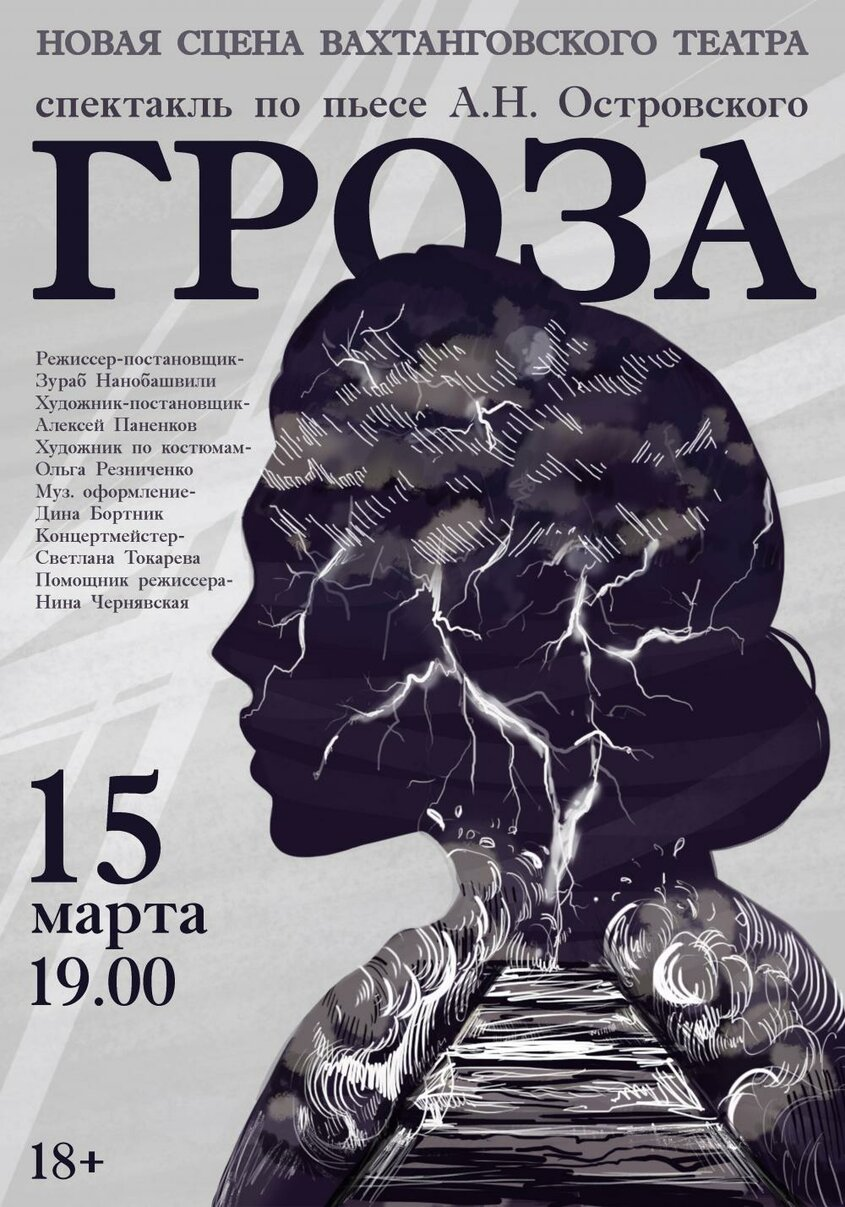 НОВАЯ СЦЕНА ВАХТАНГОВСКОГО ТЕАТРА
спектакль по пьесе А.Н. Островского
ГРОЗА
Режиссер-постановщик-
Зураб Нанобашвили
Художник-постановщик-
Алексей Паненков
Художник по костюмам-
Ольга Резниченко
Муз. оформление-
Дина Бортник
Концертмейстер-
Светлана Токарева
Помощник режиссера-
Нина Чернявская
15
марта
19.00
18+